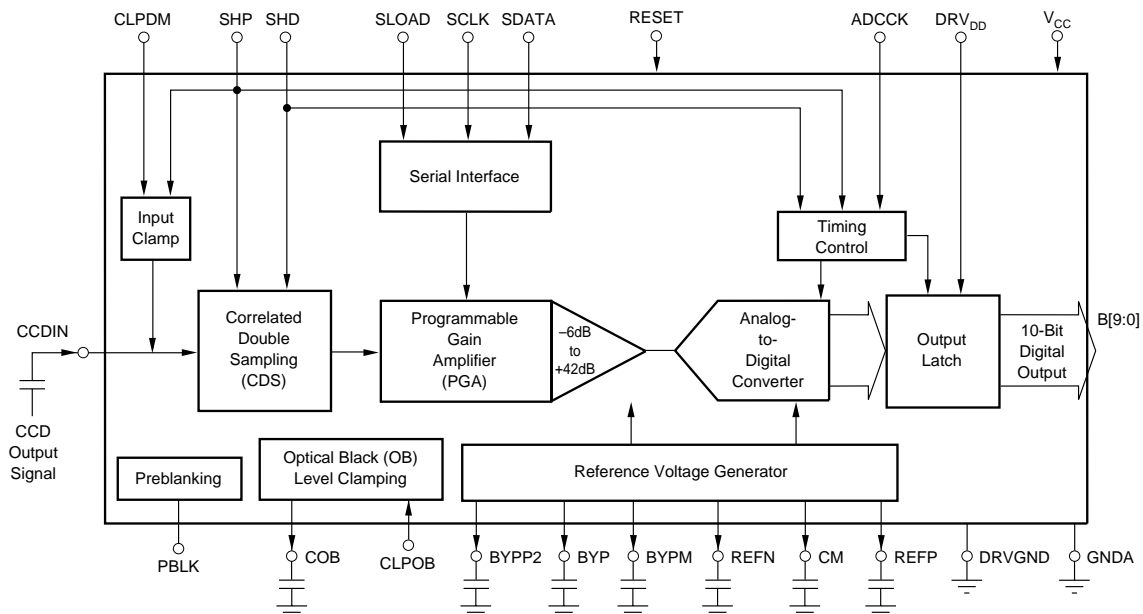 CLPDM SHP SHD SLOAD SCLK SDATA RESET ADCCK DRVDD VCC
Serial Interface
Input
Clamp
Timing
Control
CCDIN
Correlated
Double
Sampling
(CDS)
Programmable
Gain
Amplifier
(PGA)
–6dB
to
+42dB
Analog-
to-
Digital
Converter
Output
Latch
10-Bit
Digital
Output
B[9:0]
CCD
Output
Signal
Preblanking
Optical Black (OB)
Level Clamping
Reference Voltage Generator
PBLK COB CLPOB BYPP2 BYP BYPM REFN CM REFP DRVGND GNDA